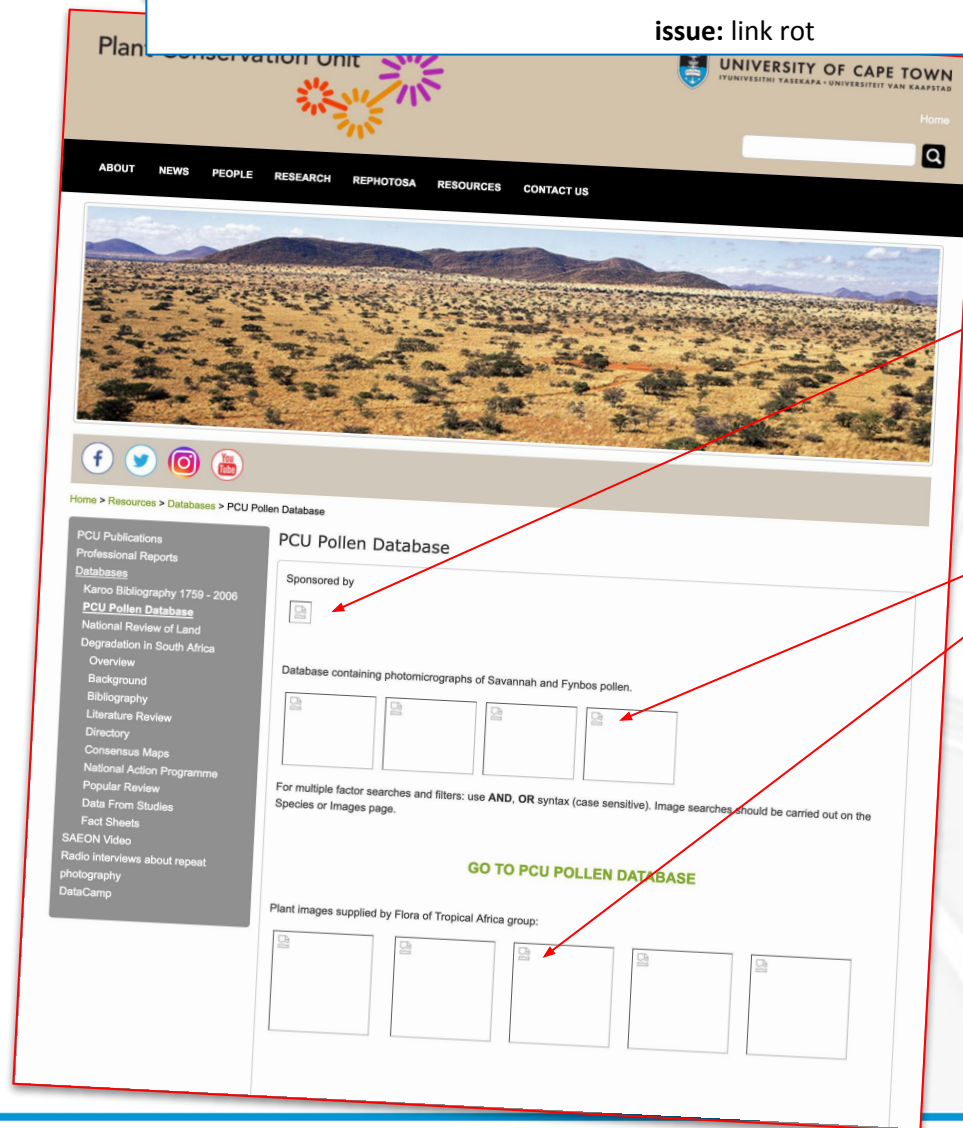 issue: link rot
Plant Conservation Unit
UNIVERSITY OF CAPE TOWN
IYUNIVESITHI YASEKAPA • UNIVERSITEIT VAN KAAPSTAD
Home
ABOUT NEWS PEOPLE RESEARCH REPHOTOSA RESOURCES CONTACT US
You
Tube
Home > Resources > Databases > PCU Pollen Database
PCU Publications
Professional Reports
Databases
Karoo Bibliography 1759 - 2006
PCU Pollen Database
National Review of Land
Degradation in South Africa
Overview
Background
Bibliography
Literature Review
Directory
Consensus Maps
National Action Programme
Popular Review
Data From Studies
Fact Sheets
SAEON Video
Radio interviews about repeat
photography
DataCamp
PCU Pollen Database
Sponsored by
Database containing photomicrographs of Savannah and Fynbos pollen.
For multiple factor searches and filters: use AND, OR syntax (case sensitive). Image searches should be carried out on the
Species or Images page.
GO TO PCU POLLEN DATABASE
Plant images supplied by Flora of Tropical Africa group: